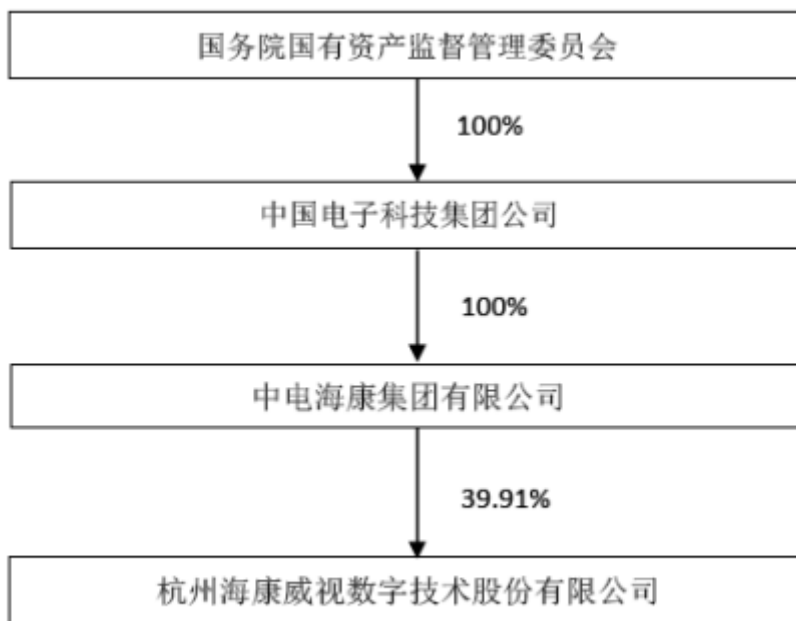 国务院国有资产监督管理委员会
100%
中国电子科技集团公司
100%
中电海康集团有限公司
39.91%
杭州海康威视数字技术股份有限公司